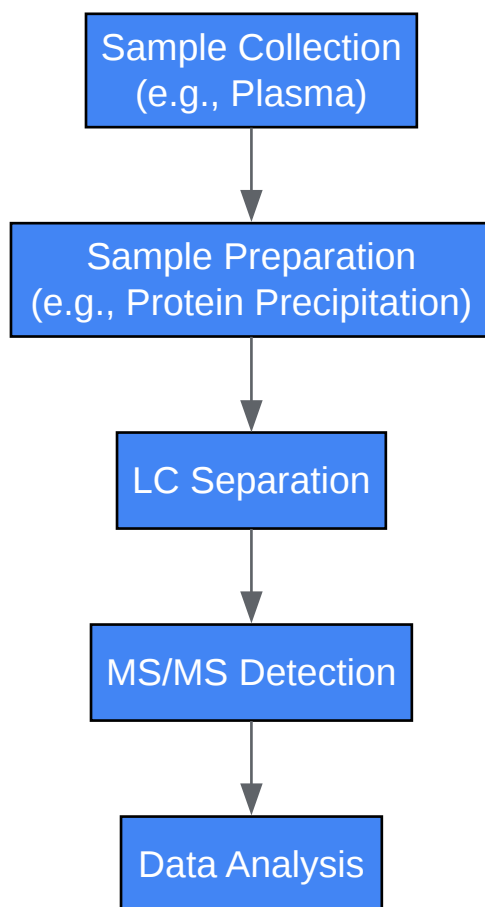 Sample Collection
(e.g., Plasma)
Sample Preparation
(e.g., Protein Precipitation)
LC Separation
MS/MS Detection
Data Analysis